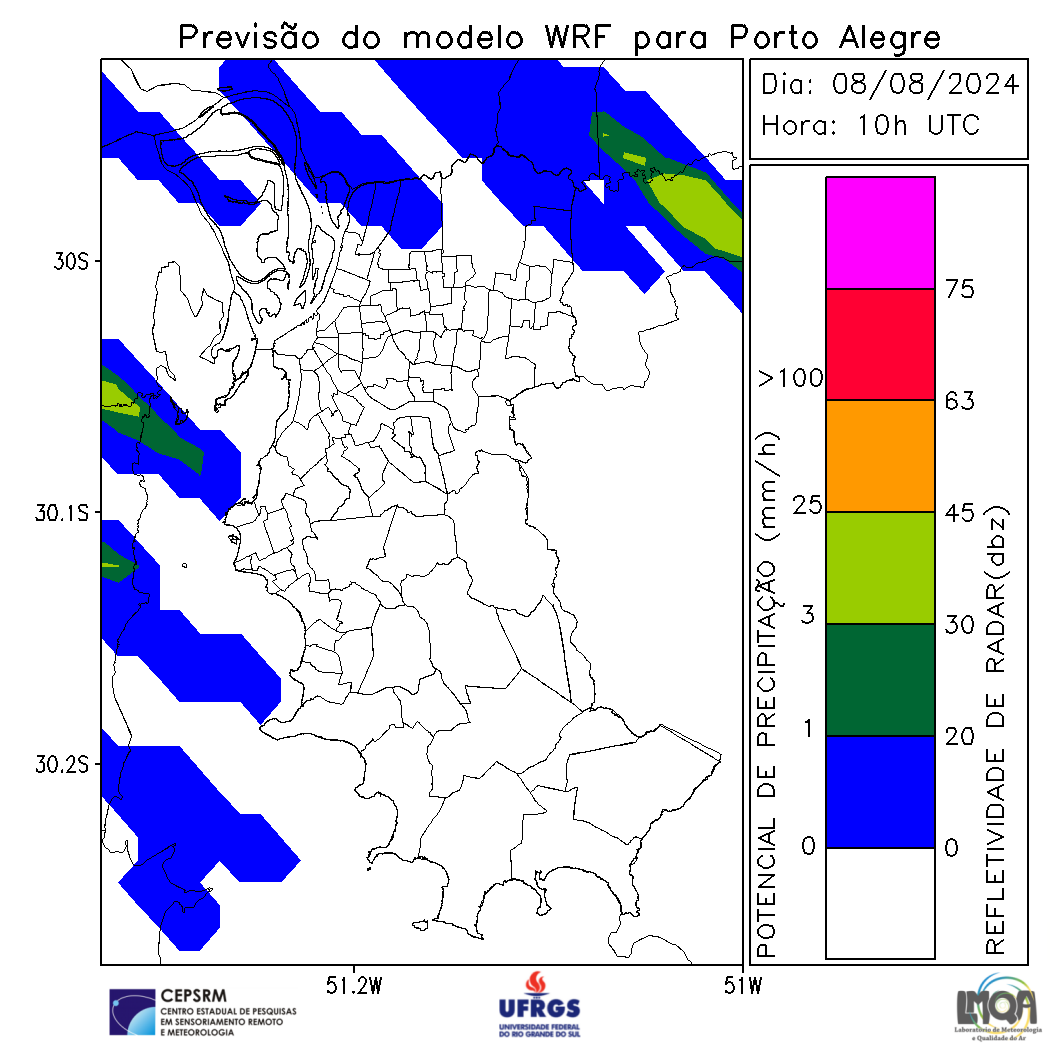 Previsão do modelo WRF para Porto Alegre
Dia: 08/08/2024
Hora: 10h UTC
30S
30.1S
30.2S
51.2W
51W
POTENCIAL DE PRECIPITAÇÃO (mm/h)
>100
25
3
1
0
75
63
45
30
20
0
REFLETIVIDADE DE RADAR(dbz)
CEPSRM
CENTRO ESTADUAL DE PESQUISAS
EM SENSORIAMENTO REMOTO
E METEOROLOGIA
UFRGS
UNIVERSIDADE FEDERAL
DO RIO GRANDE DO SUL
LMQA
Laboratório de Meteorologia
e Qualidade do Ar